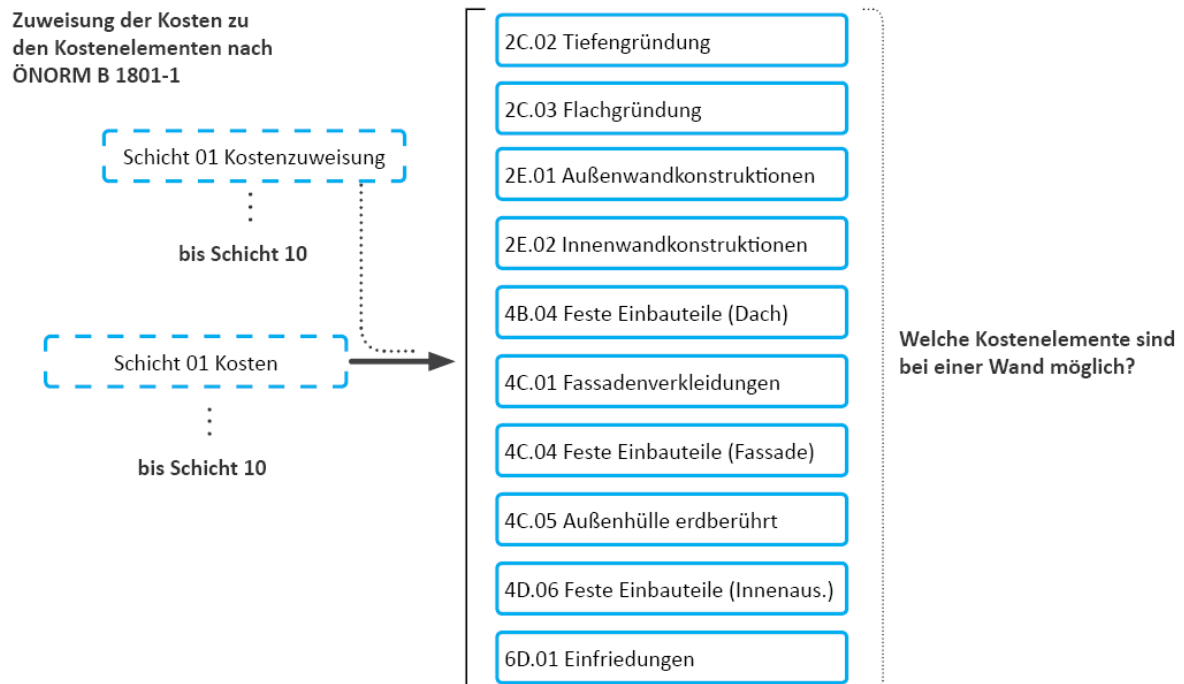 Zuweisung der Kosten zu
den Kostenelementen nach
ÖNORM B 1801-1
Schicht 01 Kostenzuweisung
bis Schicht 10
Schicht 01 Kosten
bis Schicht 10
2C.02 Tiefengründung
2C.03 Flachgründung
2E.01 Außenwandkonstruktionen
2E.02 Innenwandkonstruktionen
4B.04 Feste Einbauteile (Dach)
4C.01 Fassadenverkleidungen
4C.04 Feste Einbauteile (Fassade)
4C.05 Außenhülle erdberührt
4D.06 Feste Einbauteile (Innenaus.)
6D.01 Einfriedungen
Welche Kostenelemente sind
bei einer Wand möglich?